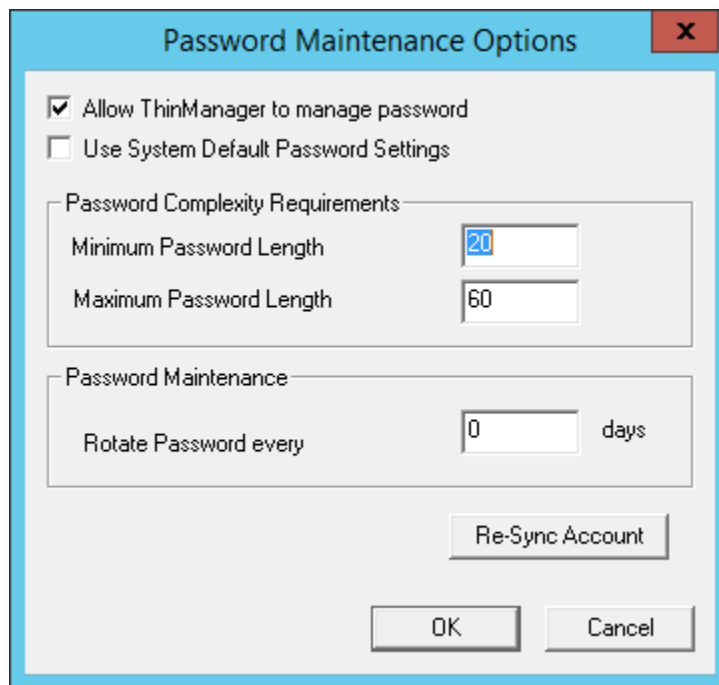 Password Maintenance Options
x
Allow ThinManager to manage password
Use System Default Password Settings
Password Complexity Requirements
Minimum Password Length 20
Maximum Password Length 60
Password Maintenance
Rotate Password every 0 days
Re-Sync Account
OK Cancel